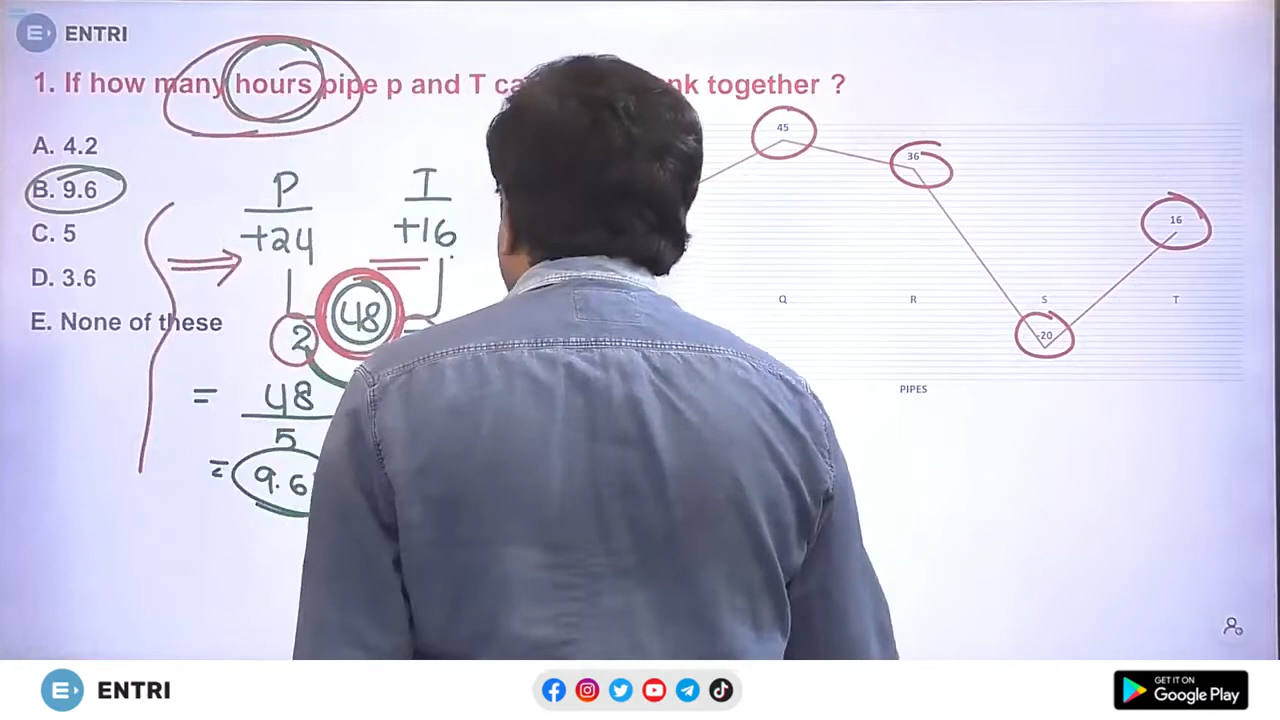 ENTRI
1. If how many hours pipe p and T ca nk together ?
A. 4.2
B. 9.6
C. 5
D. 3.6
E. None of these
P T
+24 +16
48
2
= 48
5
= 9.6
45
36
16
-20
Q R S T
PIPES
ENTRI
GET IT ON
Google Play